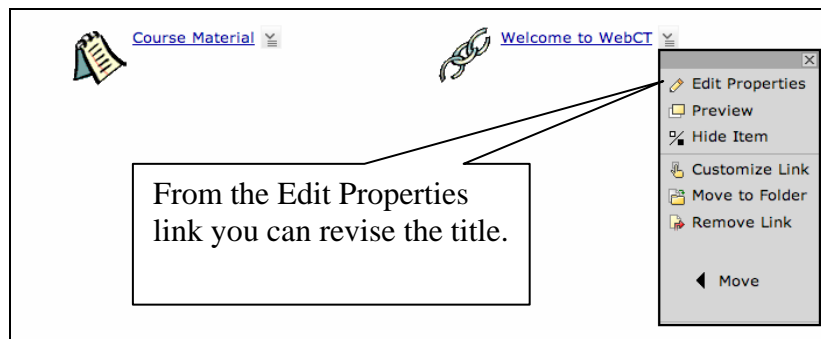 Course Material
Welcome to WebCT
Edit Properties
Preview
Hide Item
Customize Link
Move to Folder
Remove Link
Move
From the Edit Properties
link you can revise the title.